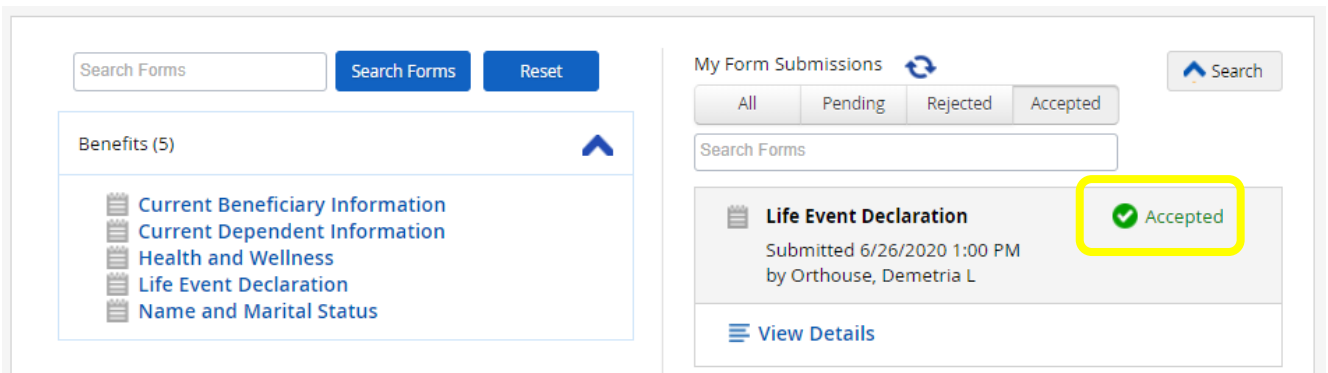 Search Forms
Search Forms
Reset
Benefits (5)
Current Beneficiary Information
Current Dependent Information
Health and Wellness
Life Event Declaration
Name and Marital Status
My Form Submissions
Search
All
Pending
Rejected
Accepted
Search Forms
Life Event Declaration
Accepted
Submitted 6/26/2020 1:00 PM
by Orthouse, Demetria L
View Details